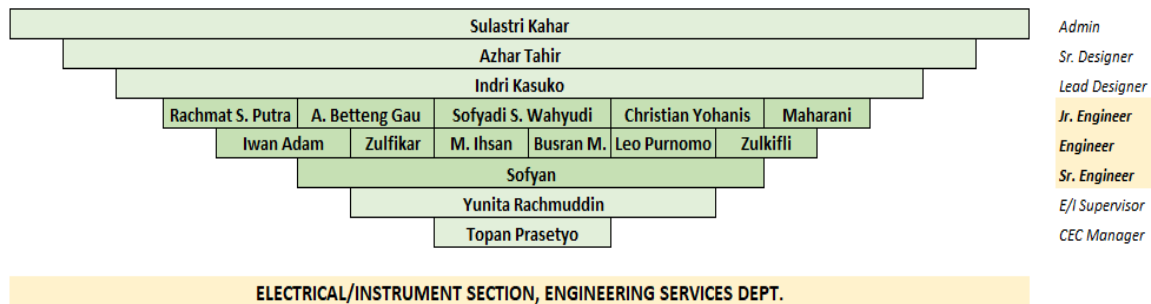 Sulastri Kahar Admin
Azhar Tahir Sr. Designer
Indri Kasuko Lead Designer
Rachmat S. Putra A. Betteng Gau Sofyadi S. Wahyudi Christian Yohanis Maharani Jr. Engineer
Iwan Adam Zulfikar M. Ihsan Busran M. Leo Purnomo Zulkifli Engineer
Sofyan Sr. Engineer
Yunita Rachmuddin E/I Supervisor
Topan Prasetyo CEC Manager
ELECTRICAL/INSTRUMENT SECTION, ENGINEERING SERVICES DEPT.